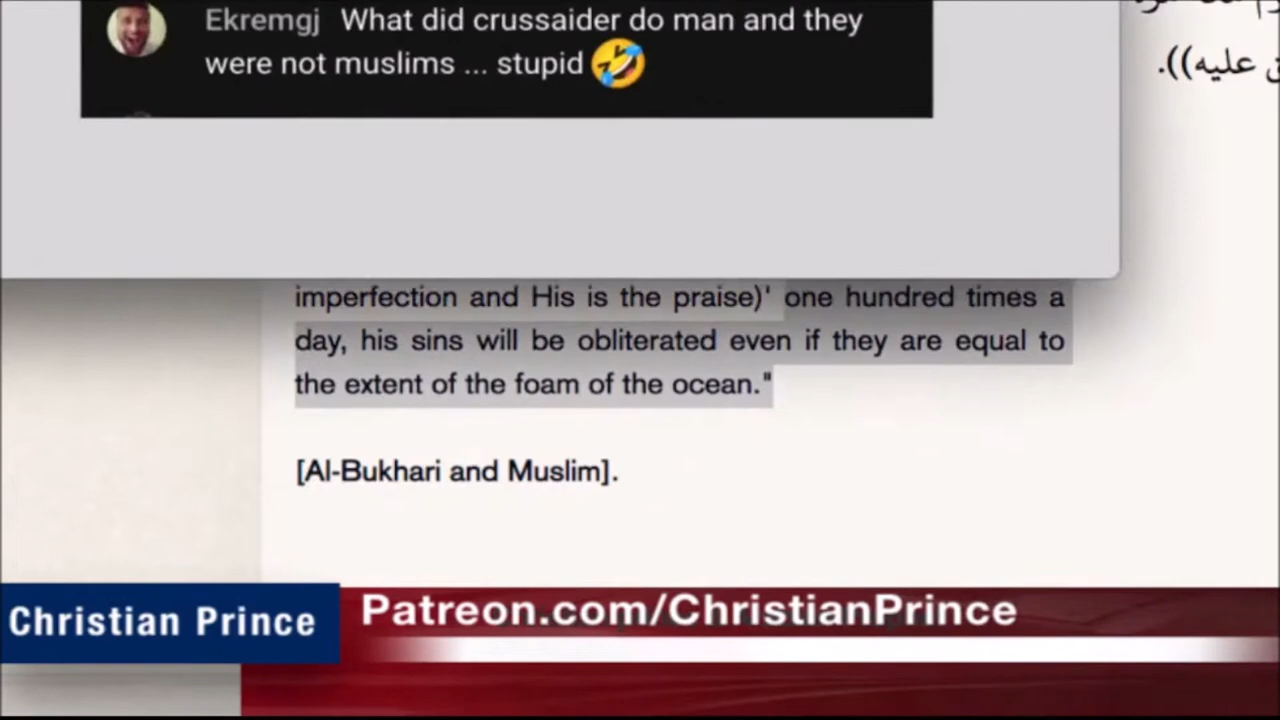 Ekremgj What did crussaider do man and they
were not muslims ... stupid 🤣
عليه)).
imperfection and His is the praise)' one hundred times a
day, his sins will be obliterated even if they are equal to
the extent of the foam of the ocean."
[Al-Bukhari and Muslim].
Christian Prince
Patreon.com/ChristianPrince